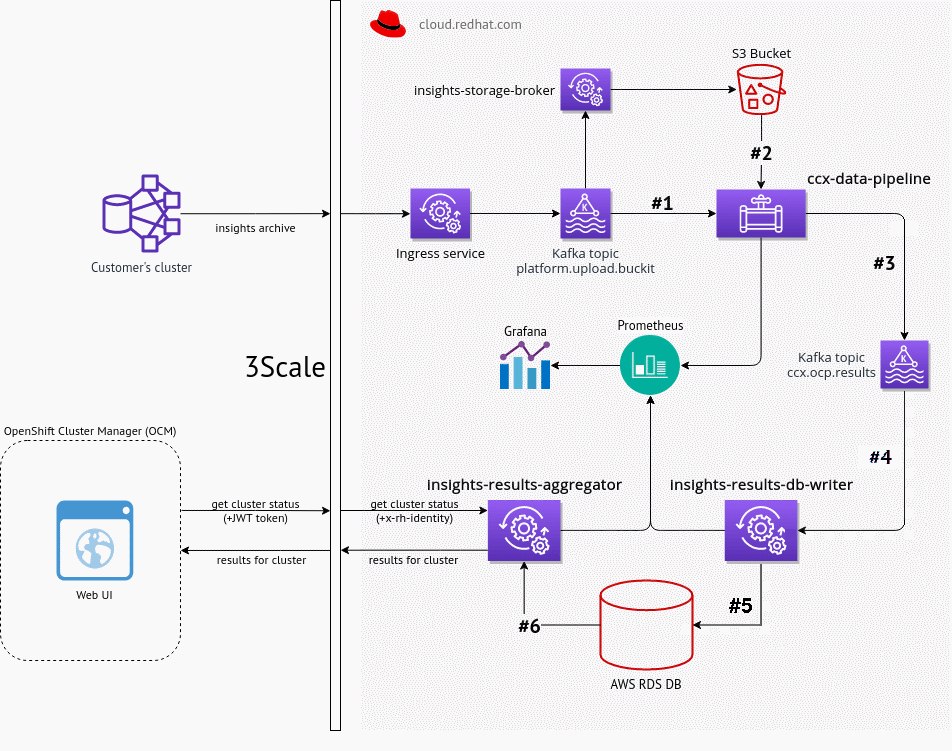 cloud.redhat.com
S3 Bucket
insights-storage-broker
#2
ccx-data-pipeline
#1
insights archive
Ingress service
Kafka topic
platform.upload.buckit
Customer's cluster
#3
Grafana
Prometheus
3Scale
Kafka topic
ccx.ocp.results
OpenShift Cluster Manager (OCM)
#4
insights-results-aggregator
insights-results-db-writer
get cluster status
(+JWT token)
get cluster status
(+x-rh-identity)
results for cluster
results for cluster
Web UI
#5
#6
AWS RDS DB
K
K